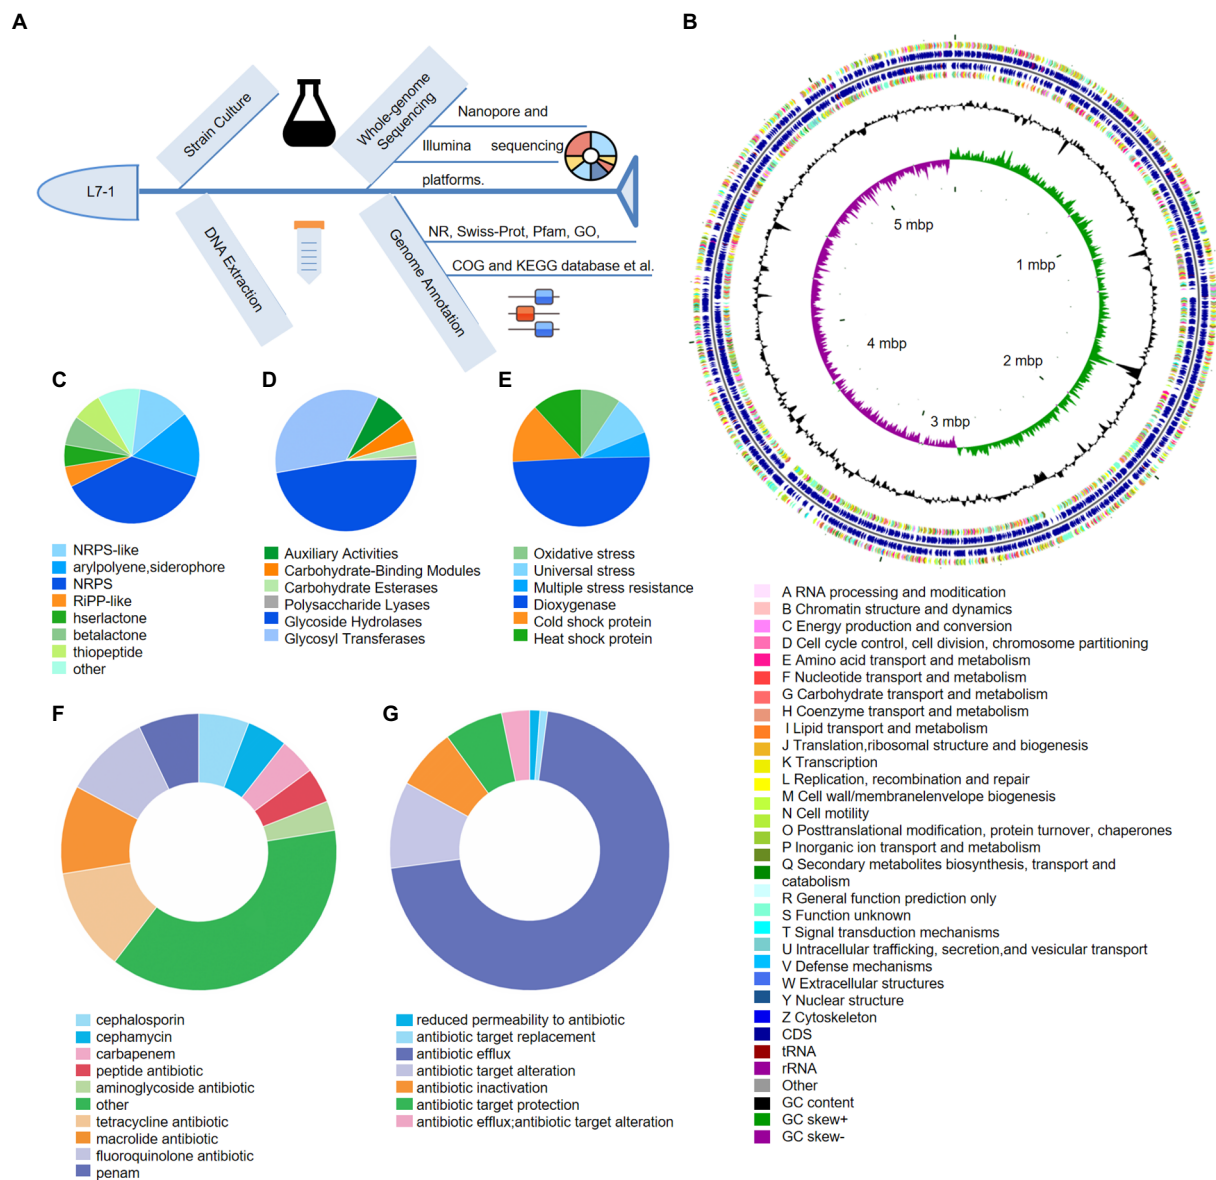 A
B
Strain Culture
Whole-genome
Sequencing
Nanopore and
Illumina sequencing
platforms.
L7-1
DNA Extraction
Genome Annotation
NR, Swiss-Prot, Pfam, GO,
COG and KEGG database et al.
5 mbp
1 mbp
4 mbp
2 mbp
3 mbp
C
D
E
NRPS-like
arylpolyene,siderophore
NRPS
RiPP-like
hserlactone
betalactone
thiopeptide
other
Auxiliary Activities
Carbohydrate-Binding Modules
Carbohydrate Esterases
Polysaccharide Lyases
Glycoside Hydrolases
Glycosyl Transferases
Oxidative stress
Universal stress
Multiple stress resistance
Dioxygenase
Cold shock protein
Heat shock protein
A RNA processing and moditication
B Chromatin structure and dynamics
C Energy production and conversion
D Cell cycle control, cell division, chromosome partitioning
E Amino acid transport and metabolism
F Nucleotide transport and metabolism
G Carbohydrate transport and metabolism
H Coenzyme transport and metabolism
I Lipid transport and metabolism
J Translation,ribosomal structure and biogenesis
K Transcription
L Replication, recombination and repair
M Cell wall/membranelenvelope biogenesis
N Cell motility
O Posttranslational modification, protein turnover, chaperones
P Inorganic ion transport and metabolism
Q Secondary metabolites biosynthesis, transport and
catabolism
R General function prediction only
S Function unknown
T Signal transduction mechanisms
U Intracellular trafficking, secretion,and vesicular transport
V Defense mechanisms
W Extracellular structures
Y Nuclear structure
Z Cytoskeleton
CDS
tRNA
rRNA
Other
GC content
GC skew+
GC skew-
F
G
cephalosporin
cephamycin
carbapenem
peptide antibiotic
aminoglycoside antibiotic
other
tetracycline antibiotic
macrolide antibiotic
fluoroquinolone antibiotic
penam
reduced permeability to antibiotic
antibiotic target replacement
antibiotic efflux
antibiotic target alteration
antibiotic inactivation
antibiotic target protection
antibiotic efflux;antibiotic target alteration